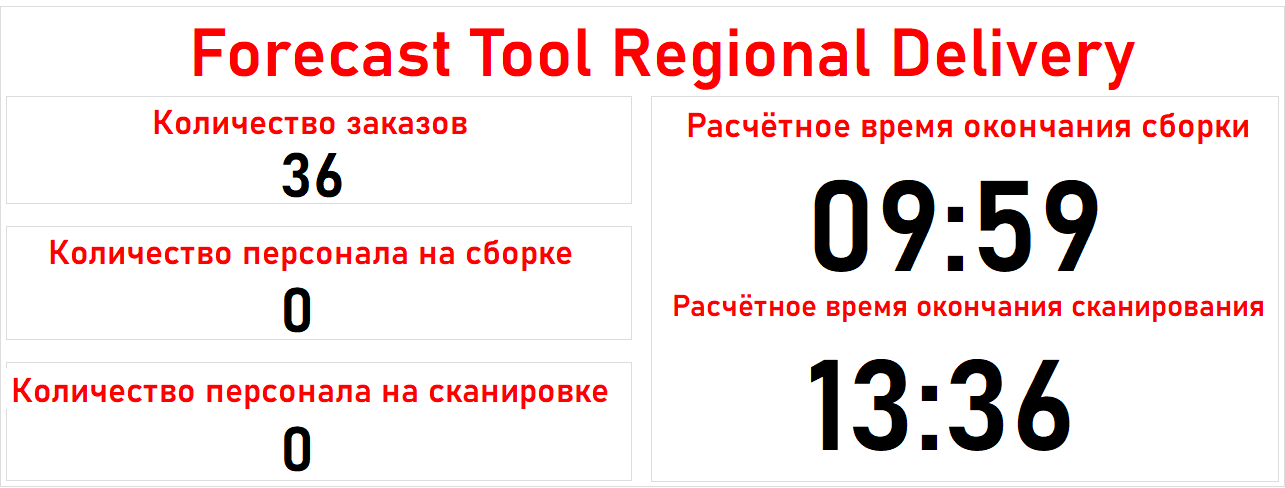 Forecast Tool Regional Delivery
Количество заказов
36
Количество персонала на сборке
0
Количество персонала на сканировке
0
Расчётное время окончания сборки
09:59
Расчётное время окончания сканирования
13:36